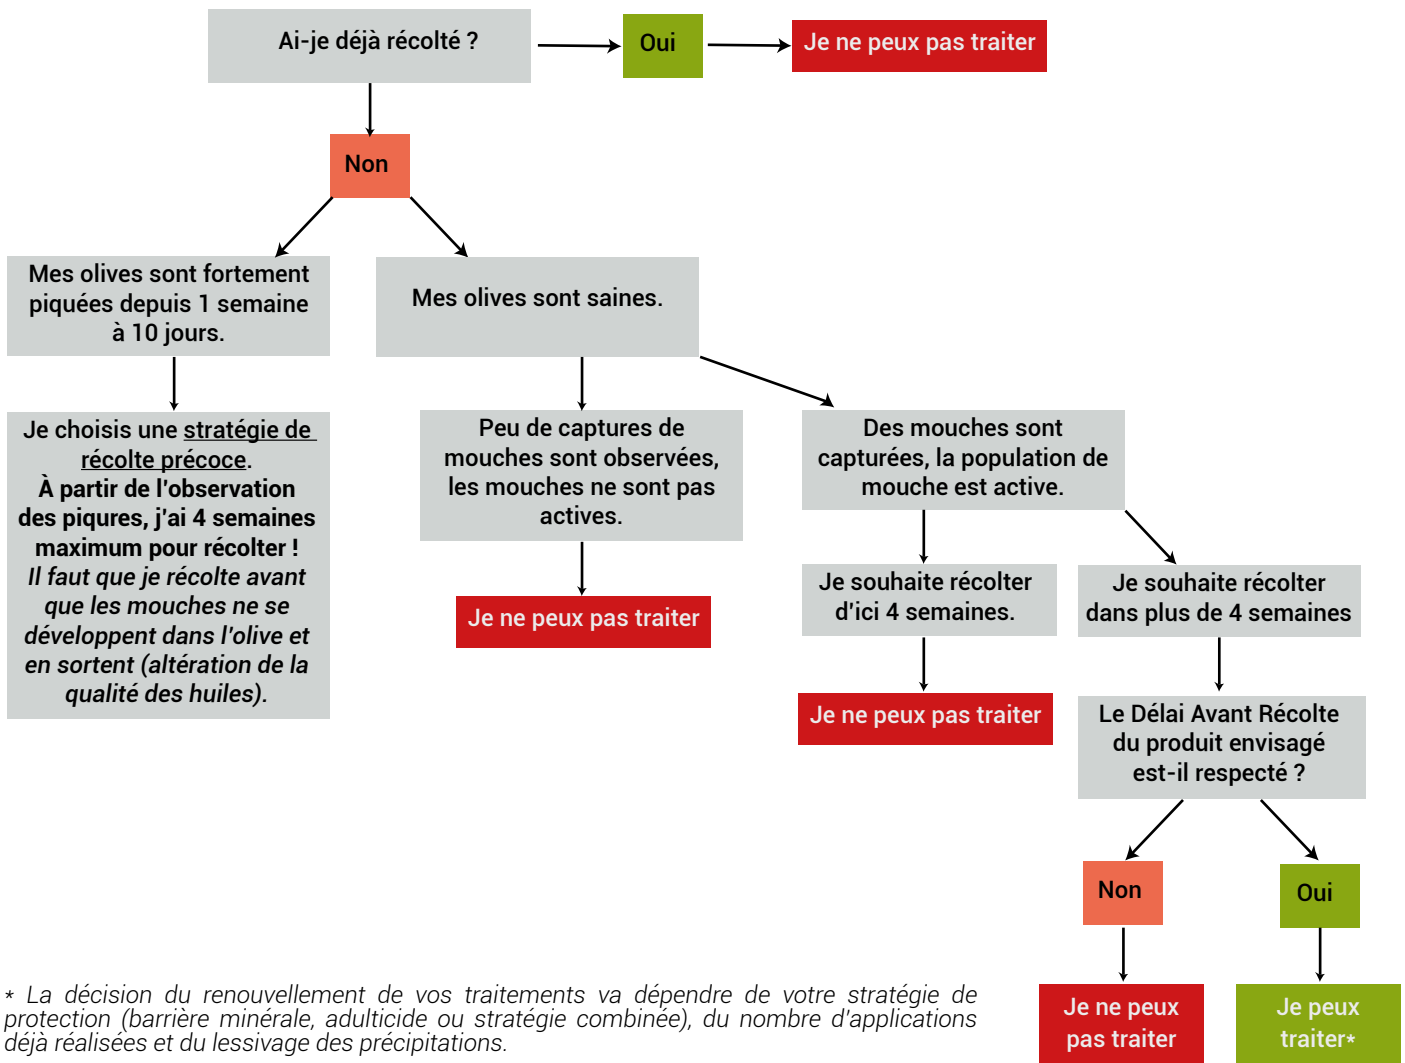 Ai-je déjà récolté ?
Oui
Je ne peux pas traiter
Non
Mes olives sont fortement
piquées depuis 1 semaine
à 10 jours.
Mes olives sont saines.
Je choisis une stratégie de
récolte précoce.
À partir de l'observation
des piqures, j'ai 4 semaines
maximum pour récolter !
Il faut que je récolte avant
que les mouches ne se
développent dans l'olive et
en sortent (altération de la
qualité des huiles).
Peu de captures de
mouches sont observées,
les mouches ne sont pas
actives.
Je ne peux pas traiter
Des mouches sont
capturées, la population de
mouche est active.
Je souhaite récolter
d'ici 4 semaines.
Je ne peux pas traiter
Je souhaite récolter
dans plus de 4 semaines
Le Délai Avant Récolte
du produit envisagé
est-il respecté ?
Non
Oui
Je ne peux
pas traiter
Je peux
traiter*
* La décision du renouvellement de vos traitements va dépendre de votre stratégie de
protection (barrière minérale, adulticide ou stratégie combinée), du nombre d'applications
déjà réalisées et du lessivage des précipitations.